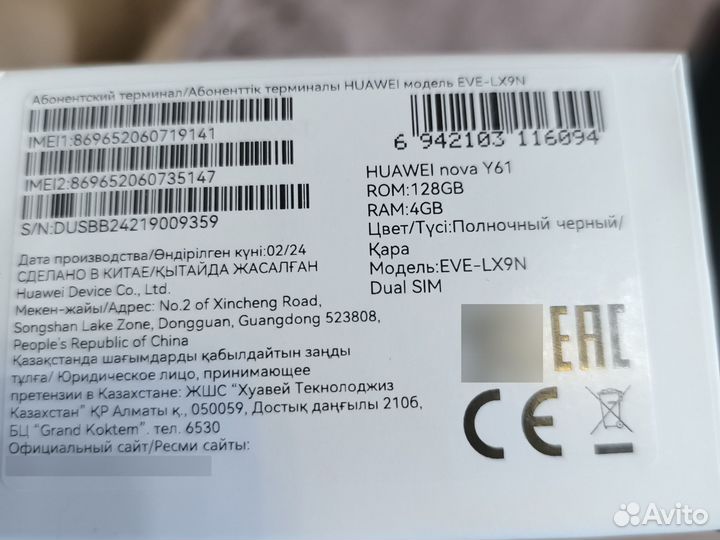 Абонентский терминал/Абоненттік терминалы HUAWEI модель EVE-LX9N
IMEI1:869652060719141
IMEI2:869652060735147
S/N:DUSBB24219009359
6 942103 116094
HUAWEI nova Y61
ROM:128GB
RAM:4GB
Цвет/Түсі:Полночный черный/
Қара
Модель:EVE-LX9N
Dual SIM
Дата производства/Өндірілген күні:02/24
СДЕЛАНО В КИТАЕ/ҚЫТАЙДА ЖАСАЛҒАН
Huawei Device Co., Ltd.
Мекен-жайы/Адрес: No.2 of Xincheng Road,
Songshan Lake Zone, Dongguan, Guangdong 523808,
People's Republic of China
Қазақстанда шағымдарды қабылдайтын заңды
тұлға/ Юридическое лицо, принимающее
претензии в Казахстане: ЖШС "Хуавей Текнолоджиз
Казахстан" ҚР Алматы қ., 050059, Достық даңғылы 210б,
БЦ "Grand Koktem". тел. 6530
Официальный сайт/Ресми сайты:
EAC
CE
Avito